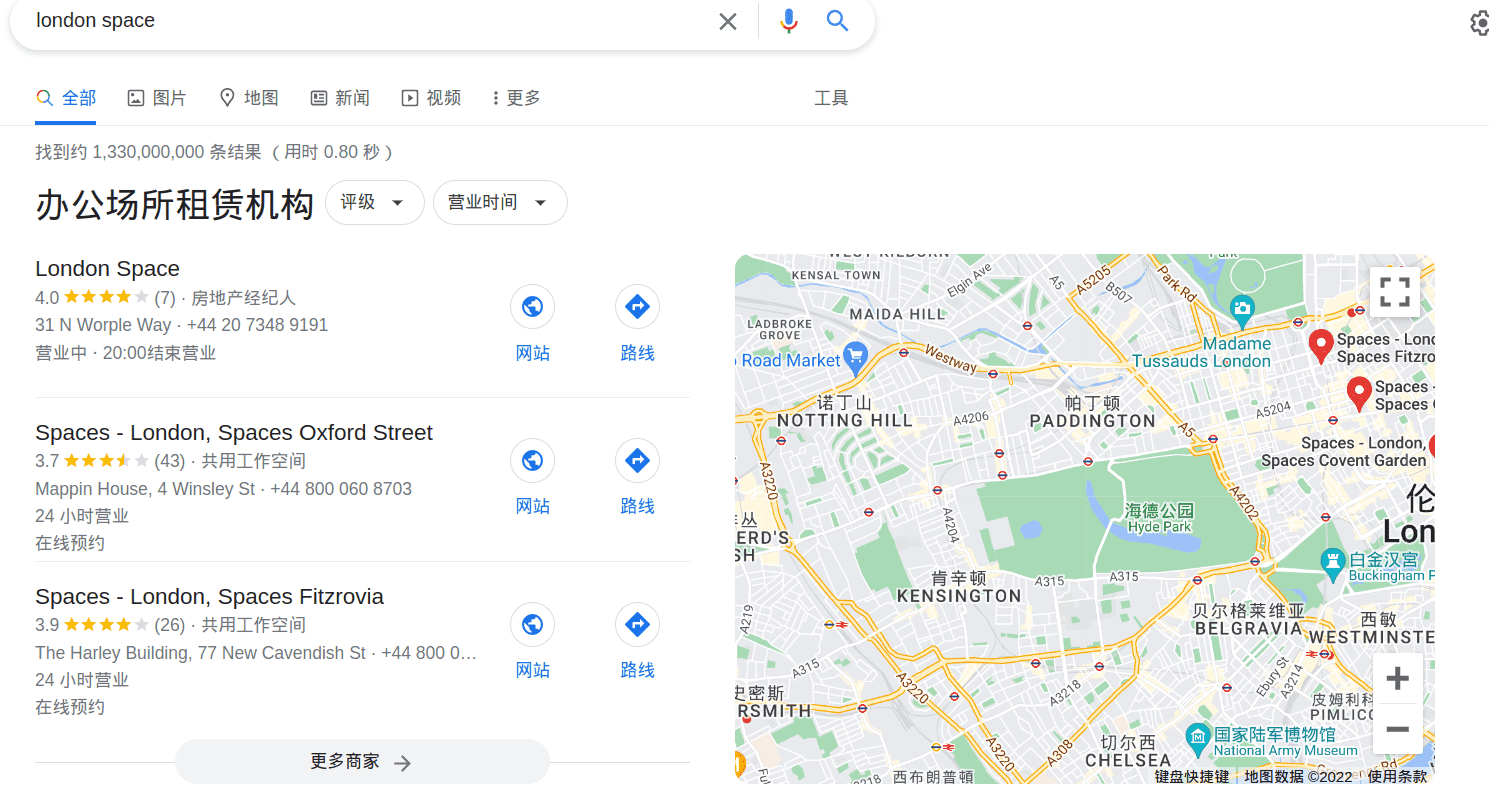 london space
全部
图片
地图
新闻
视频
更多
工具
找到约 1,330,000,000 条结果 （用时 0.80 秒）
办公场所租赁机构
评级
营业时间
London Space
4.0 (7) · 房地产经纪人
31 N Worple Way · +44 20 7348 9191
营业中 · 20:00结束营业
网站
路线
Spaces - London, Spaces Oxford Street
3.7 (43) · 共用工作空间
Mappin House, 4 Winsley St · +44 800 060 8703
24 小时营业
在线预约
网站
路线
Spaces - London, Spaces Fitzrovia
3.9 (26) · 共用工作空间
The Harley Building, 77 New Cavendish St · +44 800 0…
24 小时营业
在线预约
网站
路线
更多商家
WEST KILBURN
KENSAL TOWN
Elgin Ave
A5
A5205
B507
Park Rd
Park
MAIDA HILL
LADBROKE
GROVE
Road Market
Westway
Madame
Tussauds London
Spaces - Lond
Spaces Fitzro
Spaces -
Spaces
诺丁山
NOTTING HILL
A4206
帕丁顿
PADDINGTON
A5
A5204
Spaces - London,
Spaces Covent Garden
A3220
A4202
A4204
海德公园
Hyde Park
伦
Lon
丛
ERD'S
SH
白金汉宫
Buckingham P
肯辛顿
KENSINGTON
A315
A315
A219
贝尔格莱维亚
BELGRAVIA
西敏
WESTMINSTE
A315
A3220
A3218
Ebury St
A3214
史密斯
RSMITH
皮姆利科
PIMLICO
国家陆军博物馆
National Army Museum
A3220
A308
切尔西
CHELSEA
Ful
A3218
西布朗普顿
键盘快捷键
地图数据 ©2022
使用条款